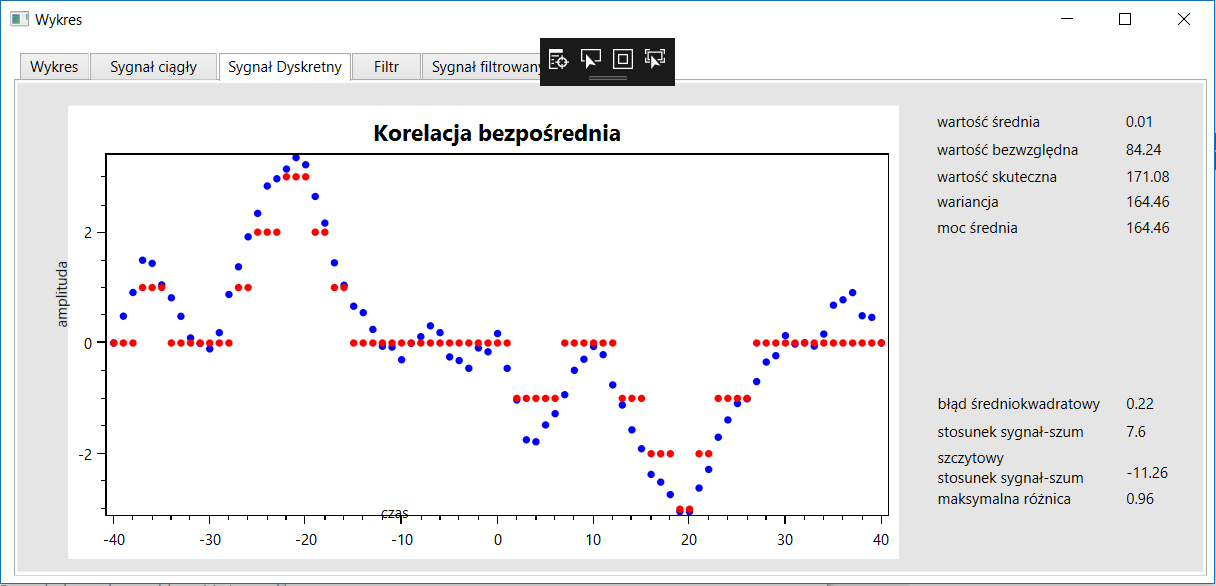 Wykres
Wykres Sygnał ciągły Sygnał Dyskretny Filtr Sygnał filtrowany
Korelacja bezpośrednia
amplituda
2
0
-2
czas
-40 -30 -20 -10 0 10 20 30 40
wartość średnia 0.01
wartość bezwzględna 84.24
wartość skuteczna 171.08
wariancja 164.46
moc średnia 164.46
błąd średniokwadratowy 0.22
stosunek sygnał-szum 7.6
szczytowy
stosunek sygnał-szum -11.26
maksymalna różnica 0.96